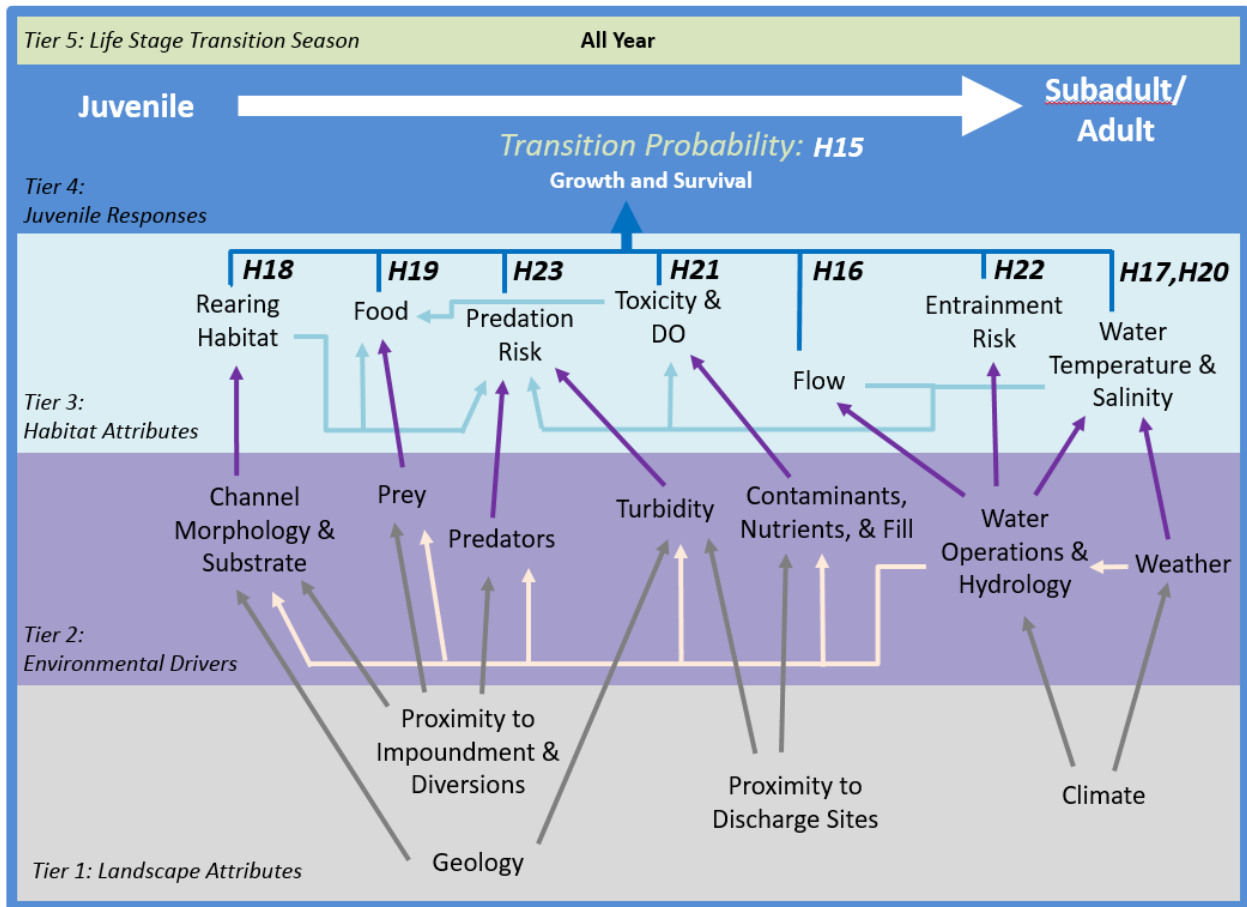 Tier 5: Life Stage Transition Season
All Year
Juvenile
Subadult/
Adult
Transition Probability: H15
Growth and Survival
Tier 4:
Juvenile Responses
H18
H19
H23
H21
H16
H22
H17,H20
Rearing
Habitat
Food
Predation
Risk
Toxicity &
DO
Flow
Entrainment
Risk
Water
Temperature &
Salinity
Tier 3:
Habitat Attributes
Channel
Morphology &
Substrate
Prey
Predators
Turbidity
Contaminants,
Nutrients, & Fill
Water
Operations &
Hydrology
Weather
Tier 2:
Environmental Drivers
Proximity to
Impoundment &
Diversions
Proximity to
Discharge Sites
Climate
Geology
Tier 1: Landscape Attributes